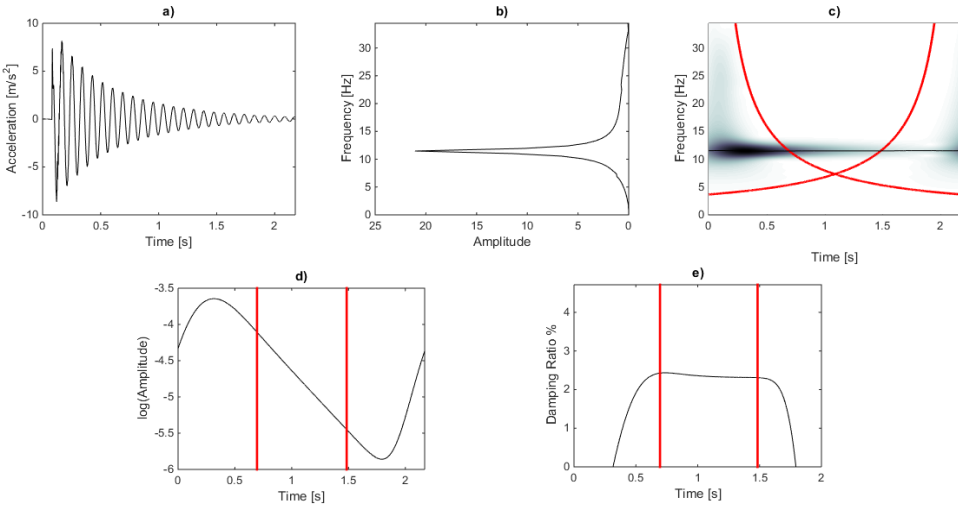 a)
10
5
0
-5
-10
Acceleration [m/s²]
0 0.5 1 1.5 2
Time [s]
b)
30
25
20
15
10
5
0
Frequency [Hz]
25 20 15 10 5 0
Amplitude
c)
30
25
20
15
10
5
0
Frequency [Hz]
0 0.5 1 1.5 2
Time [s]
d)
-3.5
-4
-4.5
-5
-5.5
-6
log(Amplitude)
0 0.5 1 1.5 2
Time [s]
e)
4
3
2
1
0
Damping Ratio %
0 0.5 1 1.5 2
Time [s]